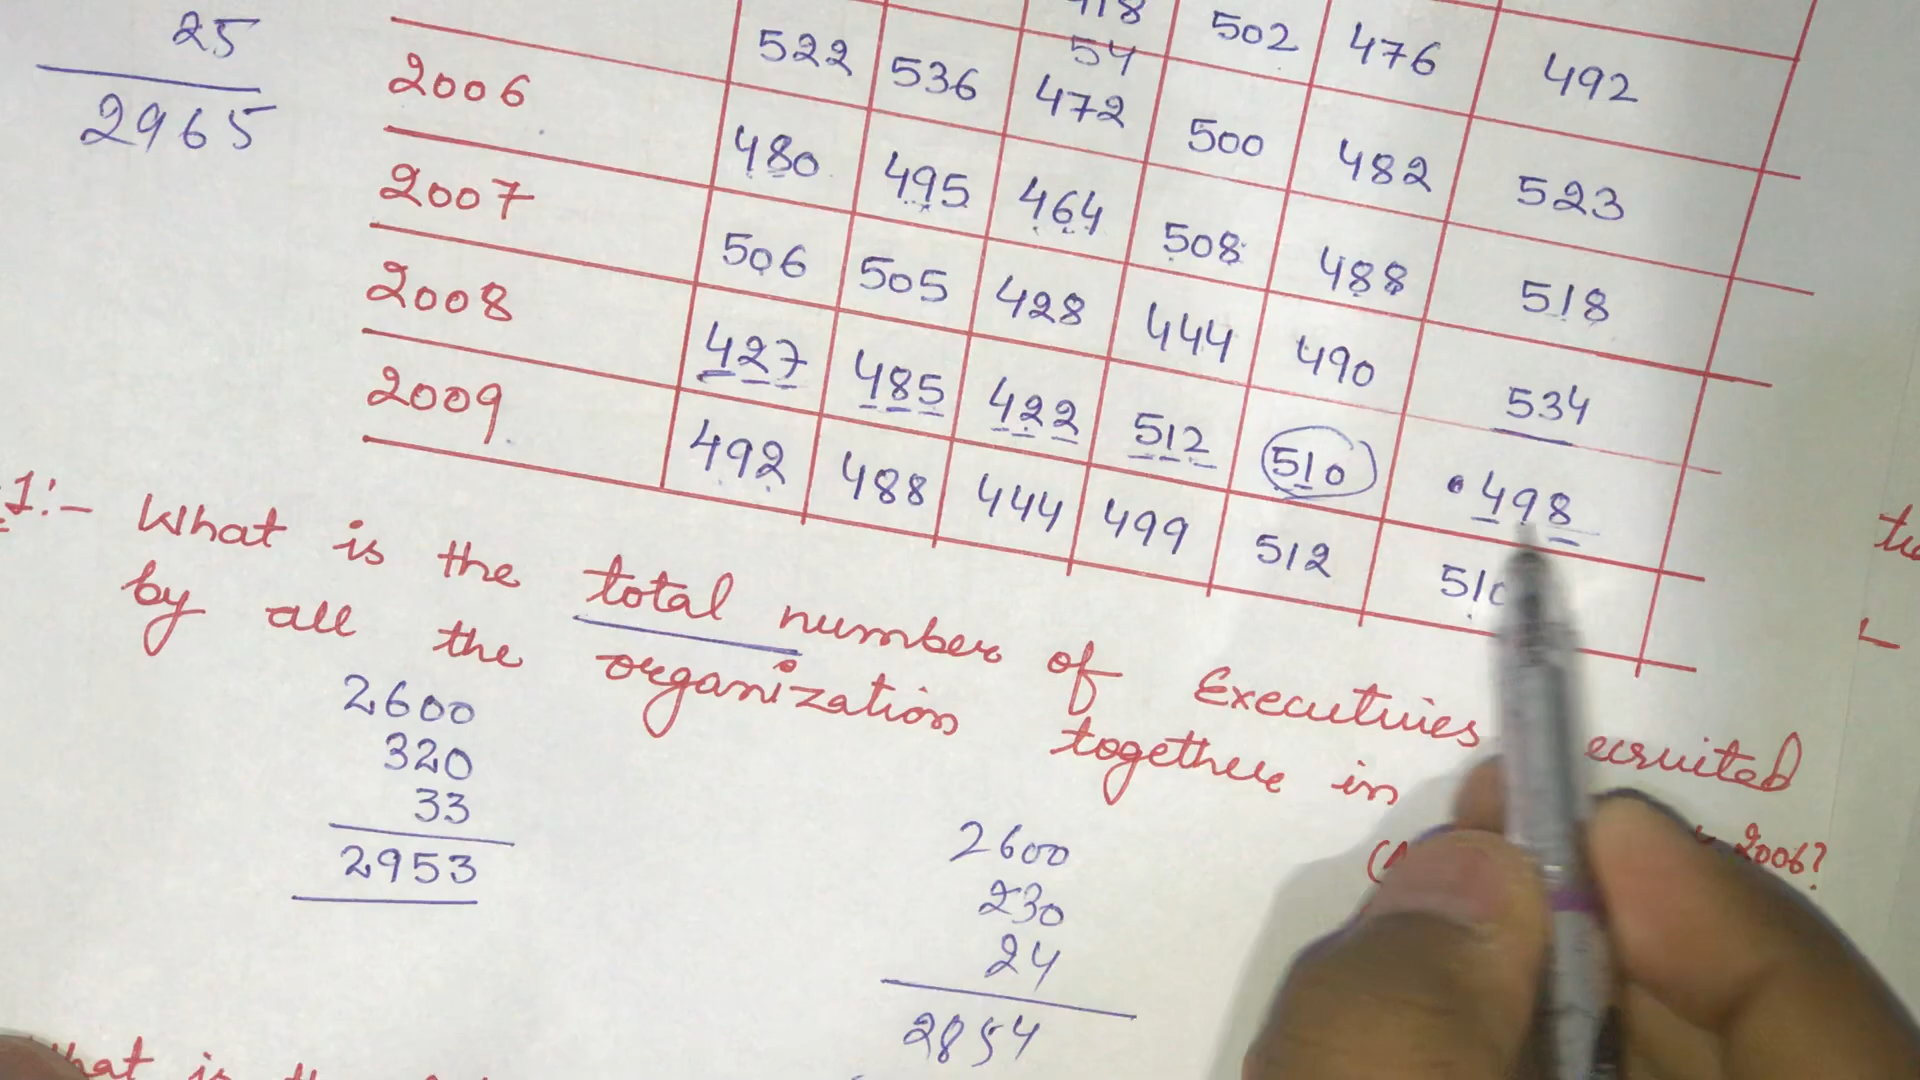 25
2965
502 476 492
54
2006 522 536 472 500 482 523
2007 480 495 464 508 488 518
2008 506 505 428 444 490 534
2009 427 485 422 512 510 498
492 488 444 499 512
1:- What is the total number of Executives
by all the organization together in 2006?
2600
320
33
2953
2600
230
24
2854